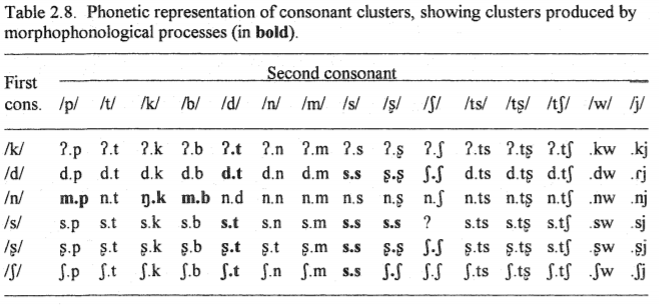 Table 2.8. Phonetic representation of consonant clusters, showing clusters produced by
morphophonological processes (in bold).
First Second consonant
cons. /p/ /t/ /k/ /b/ /d/ /n/ /m/ /s/ /ʂ/ /ʃ/ /ts/ /tʂ/ /tʃ/ /w/ /j/
/k/ ʔ.p ʔ.t ʔ.k ʔ.b ʔ.t ʔ.n ʔ.m ʔ.s ʔ.ʂ ʔ.ʃ ʔ.ts ʔ.tʂ ʔ.tʃ .kw .kj
/d/ d.p d.t d.k d.b d.t d.n d.m s.s ʂ.ʂ ʃ.ʃ d.ts d.tʂ d.tʃ .dw .rj
/n/ m.p n.t ŋ.k m.b n.d n.n n.m n.s n.ʂ n.ʃ n.ts n.tʂ n.tʃ .nw .nj
/s/ s.p s.t s.k s.b s.t s.n s.m s.s s.s ? s.ts s.tʂ s.tʃ .sw .sj
/ʂ/ ʂ.p ʂ.t ʂ.k ʂ.b ʂ.t ʂ.t ʂ.m s.s ʂ.ʂ ʃ.ʃ ʂ.ts ʂ.tʂ s.tʃ .ʂw .ʂj
/ʃ/ ʃ.p ʃ.t ʃ.k ʃ.b ʃ.t ʃ.n ʃ.m s.s ʃ.ʃ ʃ.ʃ ʃ.ts ʃ.tʂ ʃ.tʃ .ʃw .ʃj